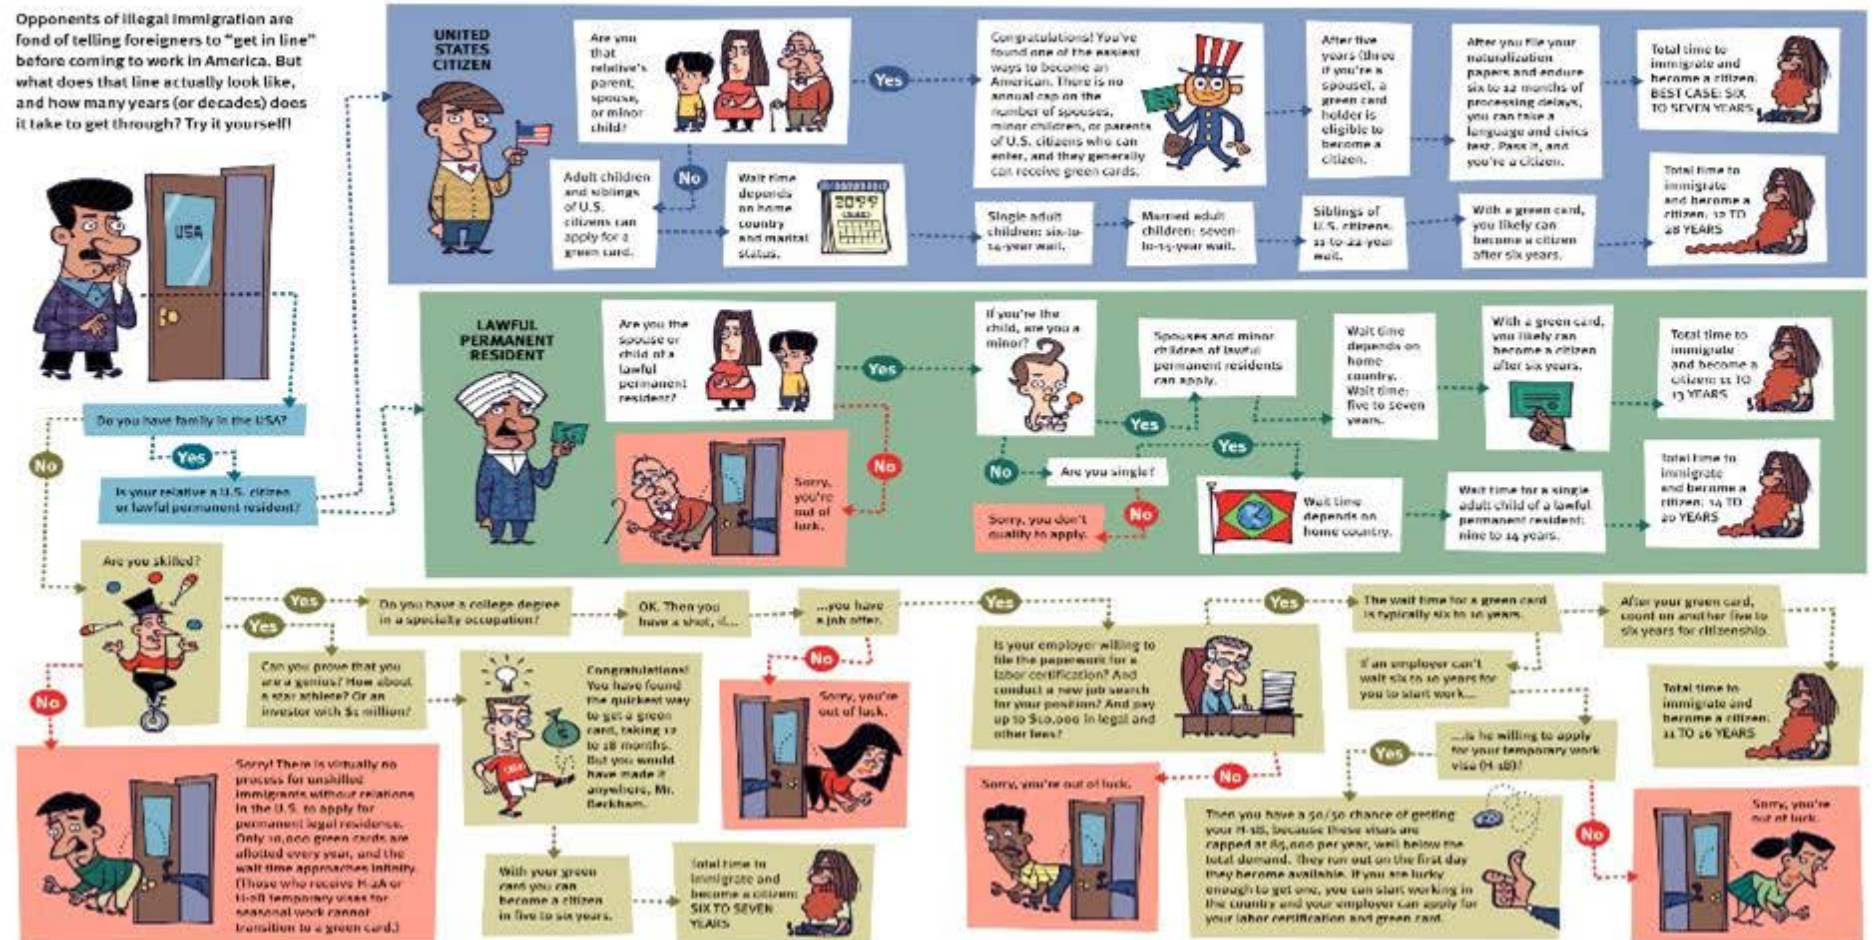 Opponents of illegal immigration are
fond of telling foreigners to "get in line"
before coming to work in America. But
what does that line actually look like,
and how many years (or decades) does
it take to get through? Try it yourself!
USA
Do you have family in the USA?
Yes
No
Is your relative a U.S. citizen
or lawful permanent resident?
UNITED
STATES
CITIZEN
Are you
that
relative's
parent,
spouse,
or minor
child?
Yes
No
Congratulations! You've
found one of the easiest
ways to become an
American. There is no
annual cap on the
number of spouses,
minor children, or parents
of U.S. citizens who can
enter, and they generally
can receive green cards.
After five
years (three
if you're a
spouse), a
green card
holder is
eligible to
become a
citizen.
After you file your
naturalization
papers and endure
six to 12 months of
processing delays,
you can take a
language and civics
test. Pass it, and
you're a citizen.
Total time to
immigrate and
become a citizen:
BEST CASE: SIX
TO SEVEN YEARS
Adult children
and siblings
of U.S.
citizens can
apply for a
green card.
Wait time
depends
on home
country
and marital
status.
2099
Single adult
children: six-to-
14-year wait.
Married adult
children: seven-
to-15-year wait.
Siblings of
U.S. citizens:
11-to-22-year
wait.
With a green card,
you likely can
become a citizen
after six years.
Total time to
immigrate
and become a
citizen: 12 TO
28 YEARS
LAWFUL
PERMANENT
RESIDENT
Are you the
spouse or
child of a
lawful
permanent
resident?
Yes
No
Sorry,
you're
out of
luck.
If you're the
child, are you a
minor?
Yes
No
Spouses and minor
children of lawful
permanent residents
can apply.
Wait time
depends on
home
country.
Wait time:
five to seven
years.
With a green card,
you likely can
become a citizen
after six years.
Total time to
immigrate
and become a
citizen: 11 TO
13 YEARS
Are you single?
Yes
No
Sorry, you don't
qualify to apply.
Wait time
depends on
home country.
Wait time for a single
adult child of a lawful
permanent resident:
nine to 14 years.
Total time to
immigrate
and become a
citizen: 14 TO
20 YEARS
Are you skilled?
Yes
Yes
No
Do you have a college degree
in a specialty occupation?
OK. Then you
have a shot, if...
...you have
a job offer.
Yes
No
Sorry, you're
out of luck.
Can you prove that you
are a genius? How about
a star athlete? Or an
investor with $1 million?
Congratulations!
You have found
the quickest way
to get a green
card, taking 12
to 18 months.
But you would
have made it
anywhere, Mr.
Beckham.
With your green
card you can
become a citizen
in five to six years.
Total time to
immigrate and
become a citizen:
SIX TO SEVEN
YEARS
Sorry! There is virtually no
process for unskilled
immigrants without relations
in the U.S. to apply for
permanent legal residence.
Only 10,000 green cards are
allotted every year, and the
wait time approaches infinity.
(Those who receive H-2A or
H-2B temporary visas for
seasonal work cannot
transition to a green card.)
Is your employer willing to
file the paperwork for a
labor certification? And
conduct a new job search
for your position? And pay
up to $10,000 in legal and
other fees?
Yes
No
Sorry, you're out of luck.
The wait time for a green card
is typically six to 10 years.
After your green card,
count on another five to
six years for citizenship.
Total time to
immigrate and
become a citizen:
11 TO 16 YEARS
If an employer can't
wait six to 10 years for
you to start work...
...is he willing to apply
for your temporary work
visa (H-1B)?
Yes
No
Then you have a 50/50 chance of getting
your H-1B, because these visas are
capped at 85,000 per year, well below the
total demand. They run out on the first day
they become available. If you are lucky
enough to get one, you can start working in
the country and your employer can apply for
your labor certification and green card.
Sorry, you're
out of luck.